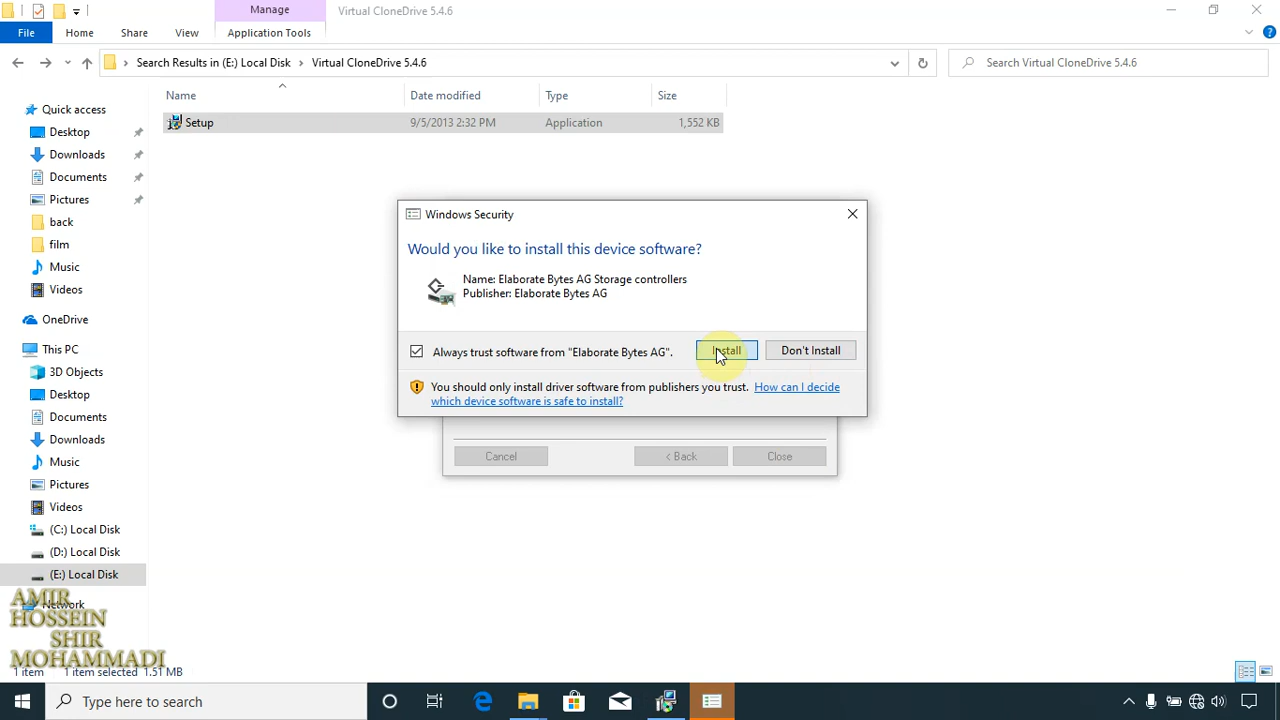 Manage
Virtual CloneDrive 5.4.6
File
Home
Share
View
Application Tools
Search Results in (E:) Local Disk
Virtual CloneDrive 5.4.6
Search Virtual CloneDrive 5.4.6
Name
Date modified
Type
Size
Setup
9/5/2013 2:32 PM
Application
1,552 KB
Quick access
Desktop
Downloads
Documents
Pictures
back
film
Music
Videos
OneDrive
This PC
3D Objects
Desktop
Documents
Downloads
Music
Pictures
Videos
(C:) Local Disk
(D:) Local Disk
(E:) Local Disk
Network
Windows Security
Would you like to install this device software?
Name: Elaborate Bytes AG Storage controllers
Publisher: Elaborate Bytes AG
Always trust software from "Elaborate Bytes AG".
Install
Don't Install
You should only install driver software from publishers you trust. How can I decide
which device software is safe to install?
Cancel
< Back
Close
AMIR
HOSSEIN
SHIR
MOHAMMADI
1 item
1 item selected 1.51 MB
Type here to search